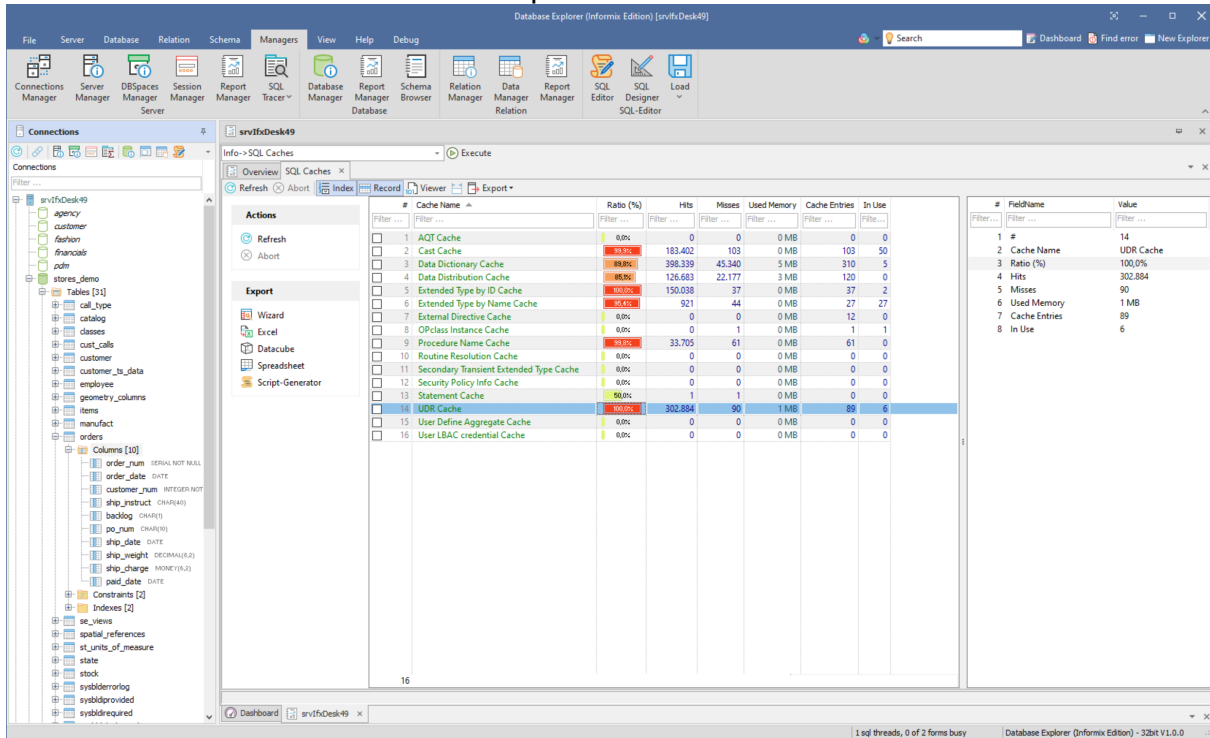 Database Explorer (Informix Edition) [srvIfxDesk49]
File Server Database Relation Schema Managers View Help Debug Search Dashboard Find error New Explorer
Connections Manager Server Manager DBSpaces Manager Session Manager Report Manager SQL Tracer Database Manager Report Manager Schema Browser Relation Manager Data Manager Report Manager SQL Editor SQL Designer Load
Server Database Relation SQL-Editor
Connections
Connections
Filter ...
srvIfxDesk49
agency
customer
fashion
financials
pdm
stores_demo
Tables [31]
call_type
catalog
classes
cust_calls
customer
customer_ts_data
employee
geometry_columns
items
manufact
orders
Columns [10]
order_num SERIAL NOT NULL
order_date DATE
customer_num INTEGER NOT
ship_instruct CHAR(40)
backlog CHAR(1)
po_num CHAR(10)
ship_date DATE
ship_weight DECIMAL(8,2)
ship_charge MONEY(6,2)
paid_date DATE
Constraints [2]
Indexes [2]
se_views
spatial_references
st_units_of_measure
state
stock
sysblderrorlog
sysbldiprovided
sysbldirequired
srvIfxDesk49
Info->SQL Caches Execute
Overview SQL Caches
Refresh Abort Index Record Viewer Export
Actions
Refresh
Abort
Export
Wizard
Excel
Datacube
Spreadsheet
Script-Generator
# Cache Name Ratio (%) Hits Misses Used Memory Cache Entries In Use
Filter ... Filter ... Filter ... Filter ... Filter ... Filter ... Filter ... Filte...
1 AQT Cache 0,0% 0 0 0 MB 0 0
2 Cast Cache 99,9% 183.402 103 0 MB 103 50
3 Data Dictionary Cache 89,8% 398.339 45.340 5 MB 310 5
4 Data Distribution Cache 85,1% 126.683 22.177 3 MB 120 0
5 Extended Type by ID Cache 100,0% 150.038 37 0 MB 37 2
6 Extended Type by Name Cache 95,4% 921 44 0 MB 27 27
7 External Directive Cache 0,0% 0 0 0 MB 12 0
8 OPclass Instance Cache 0,0% 0 1 0 MB 1 1
9 Procedure Name Cache 99,8% 33.705 61 0 MB 61 0
10 Routine Resolution Cache 0,0% 0 0 0 MB 0 0
11 Secondary Transient Extended Type Cache 0,0% 0 0 0 MB 0 0
12 Security Policy Info Cache 0,0% 0 0 0 MB 0 0
13 Statement Cache 50,0% 1 1 0 MB 0 0
14 UDR Cache 100,0% 302.884 90 1 MB 89 6
15 User Define Aggregate Cache 0,0% 0 0 0 MB 0 0
16 User LBAC credential Cache 0,0% 0 0 0 MB 0 0
16
# FieldName Value
Filter... Filter ... Filter ...
1 # 14
2 Cache Name UDR Cache
3 Ratio (%) 100,0%
4 Hits 302.884
5 Misses 90
6 Used Memory 1 MB
7 Cache Entries 89
8 In Use 6
Dashboard srvIfxDesk49
1 sql threads, 0 of 2 forms busy Database Explorer (Informix Edition) - 32bit V1.0.0